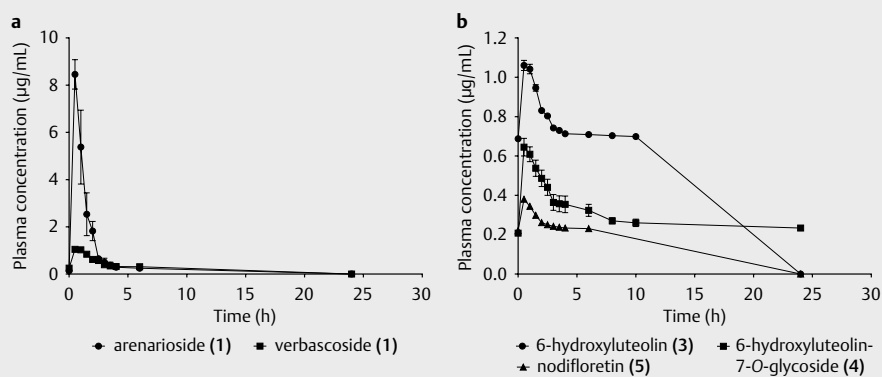 a
Plasma concentration (µg/mL)
10
8
6
4
2
0
0 5 10 15 20 25 30
Time (h)
arenarioside (1) verbascoside (1)
b
Plasma concentration (µg/mL)
1.2
1.0
0.8
0.6
0.4
0.2
0.0
0 5 10 15 20 25 30
Time (h)
6-hydroxyluteolin (3) 6-hydroxyluteolin-
nodifloretin (5) 7-O-glycoside (4)